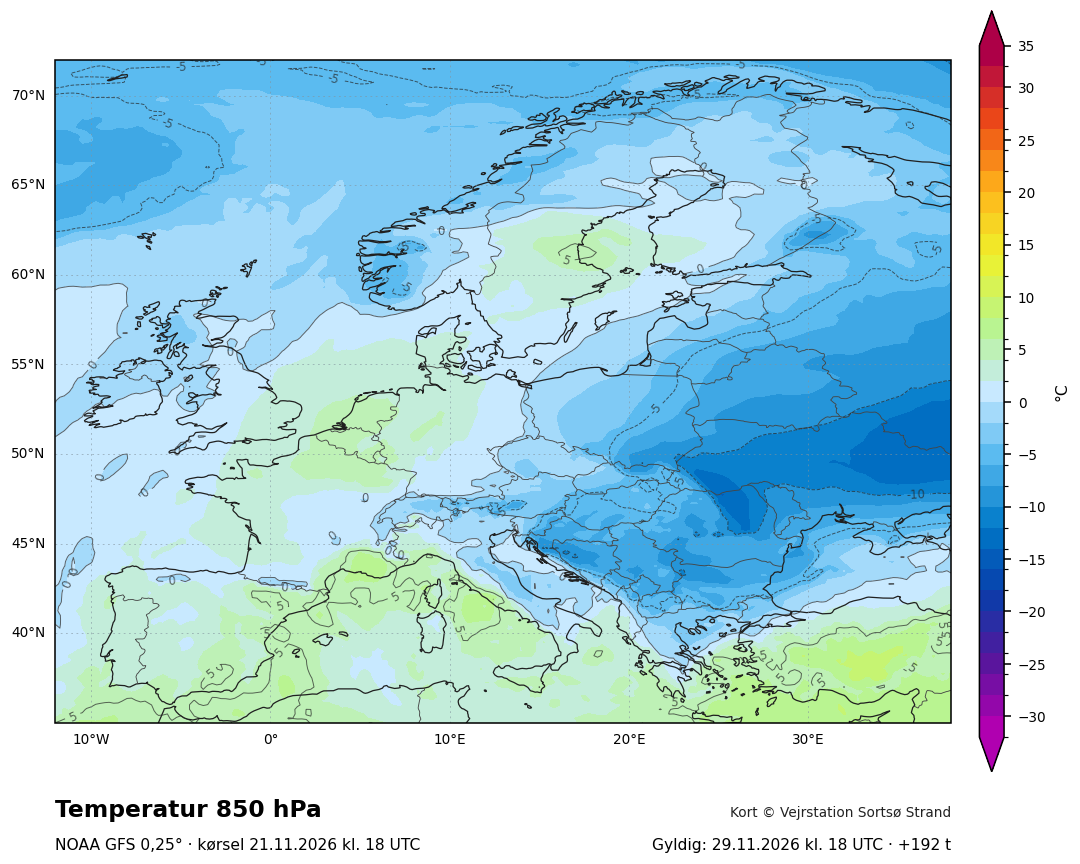 35
30
25
20
15
10
5
0
−5
−10
−15
−20
−25
−30
°C
70°N
65°N
60°N
55°N
50°N
45°N
40°N
10°W
0°
10°E
20°E
30°E
Temperatur 850 hPa
Kort © Vejrstation Sortsø Strand
NOAA GFS 0,25° · kørsel 21.11.2026 kl. 18 UTC
Gyldig: 29.11.2026 kl. 18 UTC · +192 t